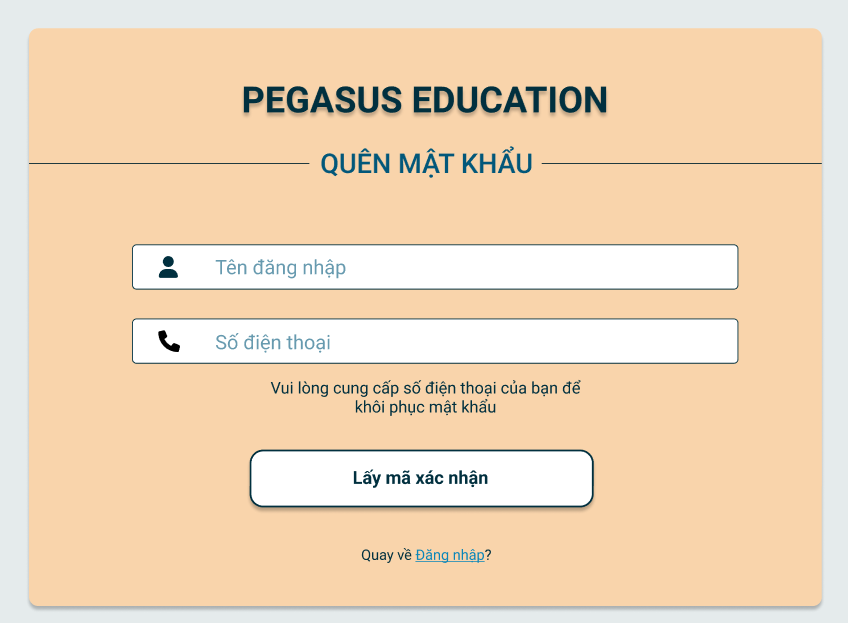 PEGASUS EDUCATION
QUÊN MẬT KHẨU
Tên đăng nhập
Số điện thoại
Vui lòng cung cấp số điện thoại của bạn để
khôi phục mật khẩu
Lấy mã xác nhận
Quay về Đăng nhập?